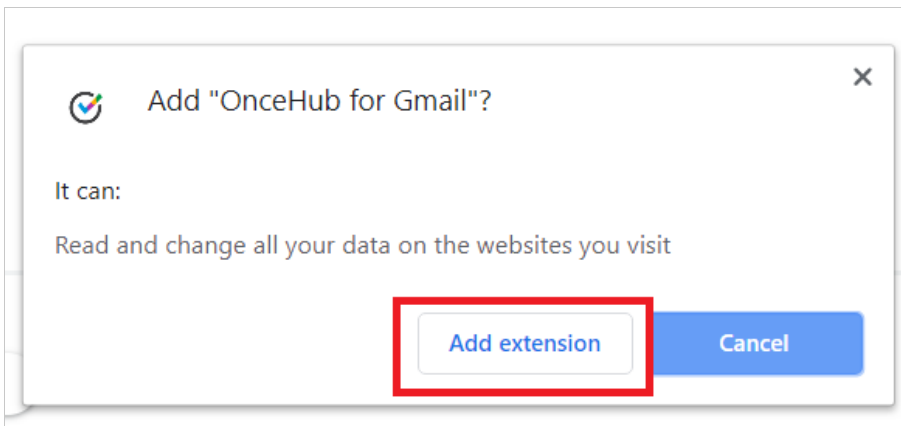 Add "OnceHub for Gmail"?
It can:
Read and change all your data on the websites you visit
Add extension
Cancel